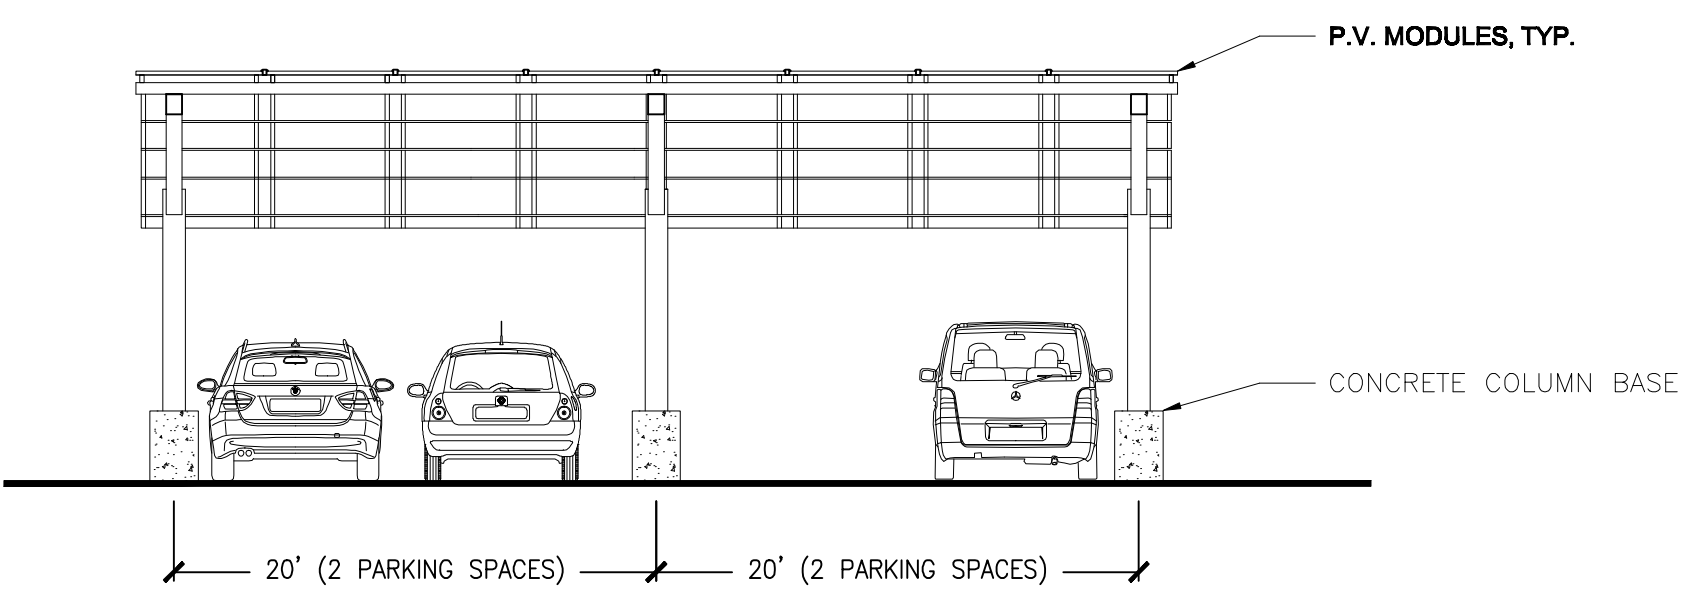 P.V. MODULES, TYP.
CONCRETE COLUMN BASE
20' (2 PARKING SPACES)
20' (2 PARKING SPACES)